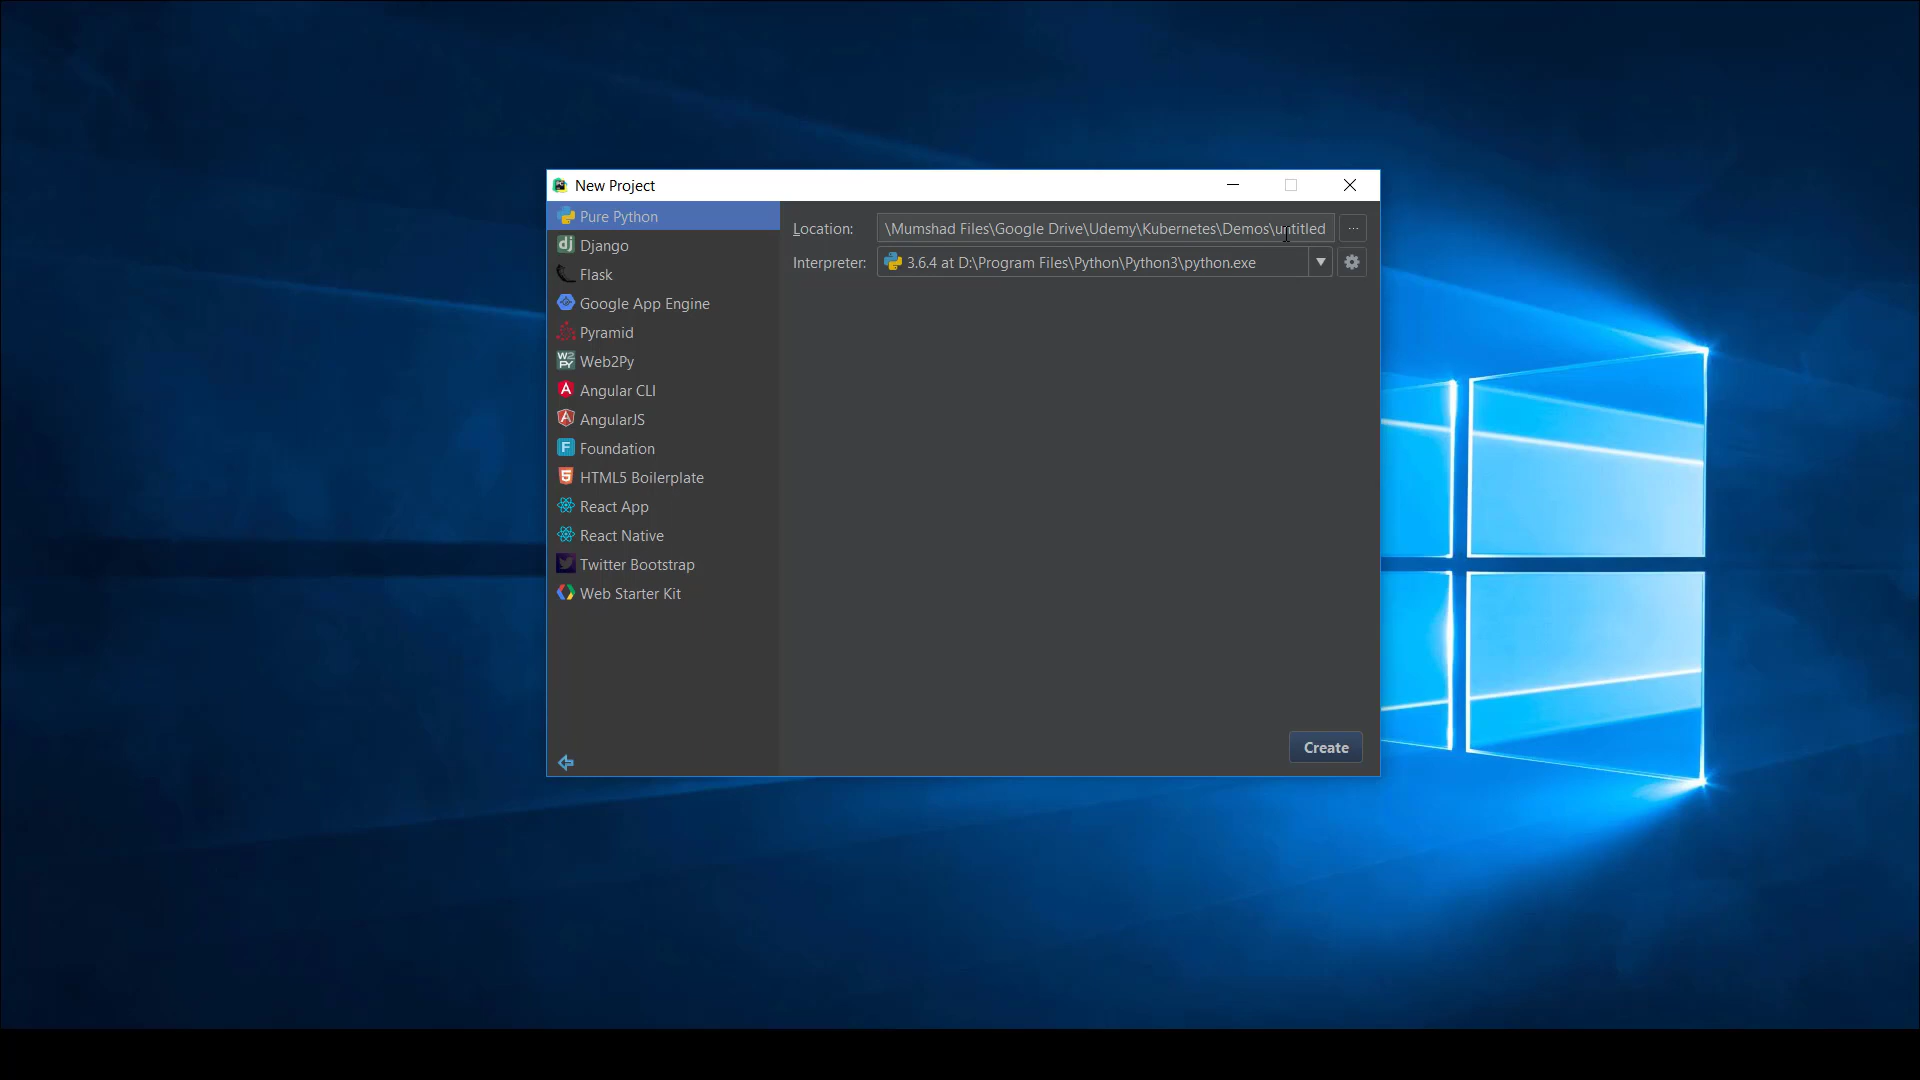 New Project
Pure Python
Django
Flask
Google App Engine
Pyramid
Web2Py
Angular CLI
AngularJS
Foundation
HTML5 Boilerplate
React App
React Native
Twitter Bootstrap
Web Starter Kit
Location: \Mumshad Files\Google Drive\Udemy\Kubernetes\Demos\untitled ...
Interpreter: 3.6.4 at D:\Program Files\Python\Python3\python.exe
Create